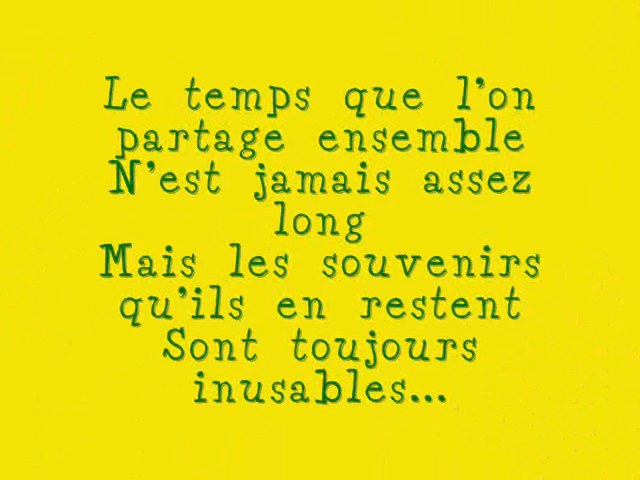 Le temps que l'on
partage ensemble
N'est jamais assez
long
Mais les souvenirs
qu'ils en restent
Sont toujours
inusables...